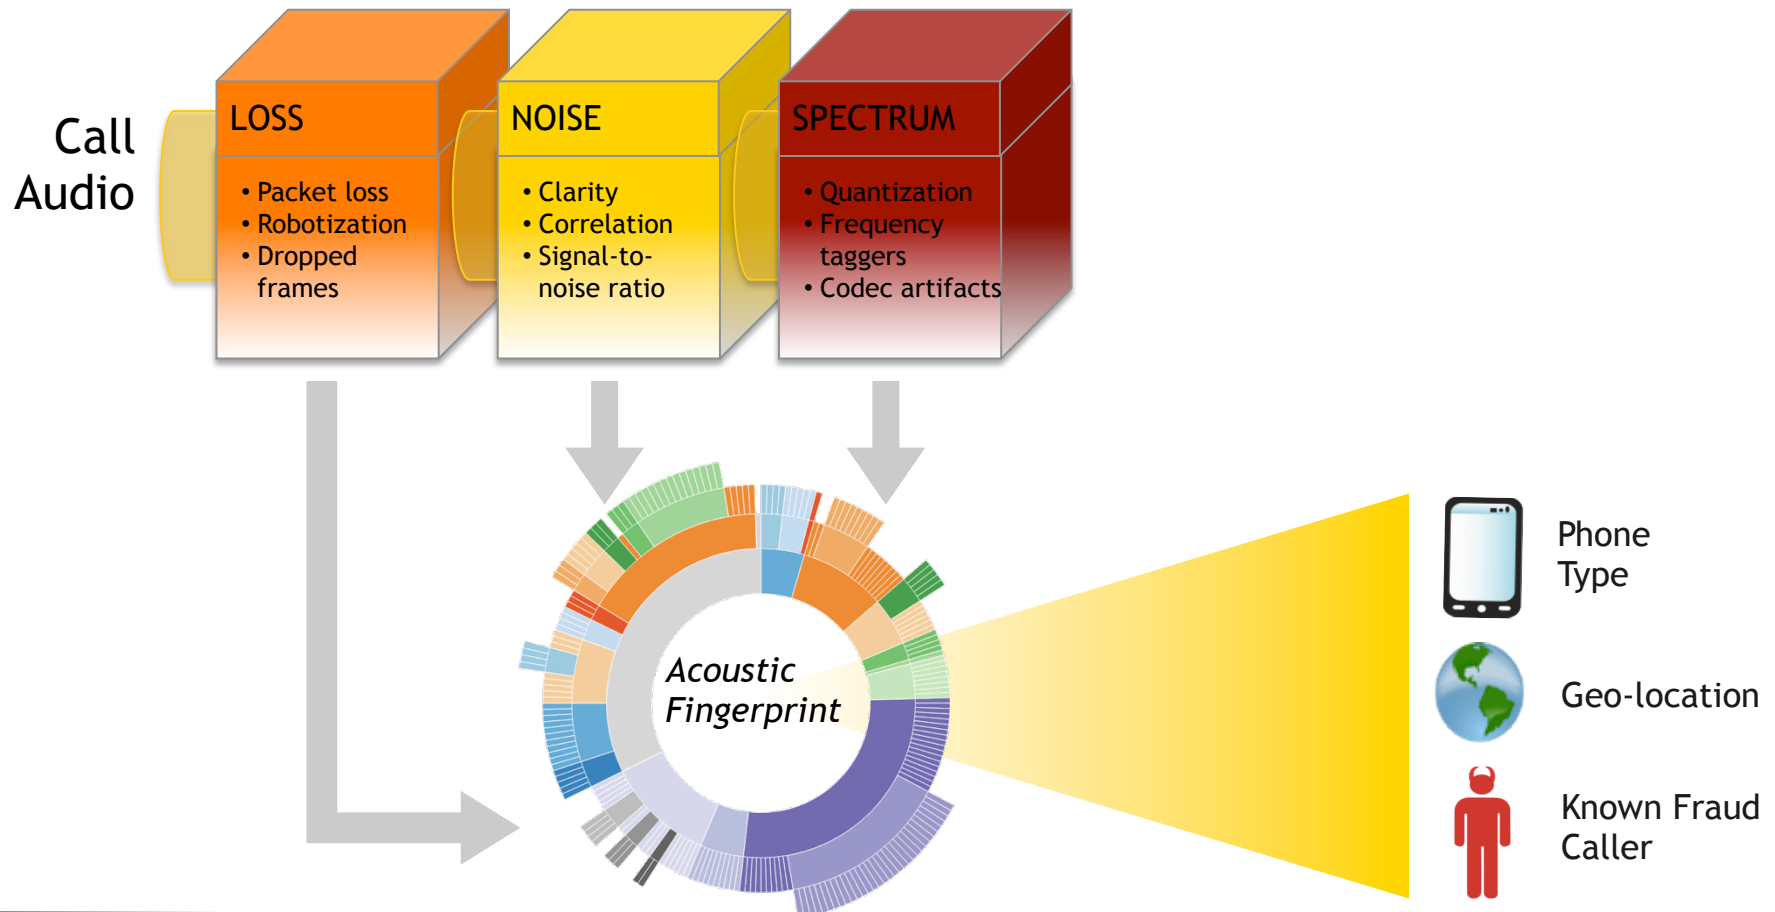 Call
Audio
LOSS
• Packet loss
• Robotization
• Dropped
frames
NOISE
• Clarity
• Correlation
• Signal-to-
noise ratio
SPECTRUM
• Quantization
• Frequency
taggers
• Codec artifacts
Acoustic
Fingerprint
Phone
Type
Geo-location
Known Fraud
Caller